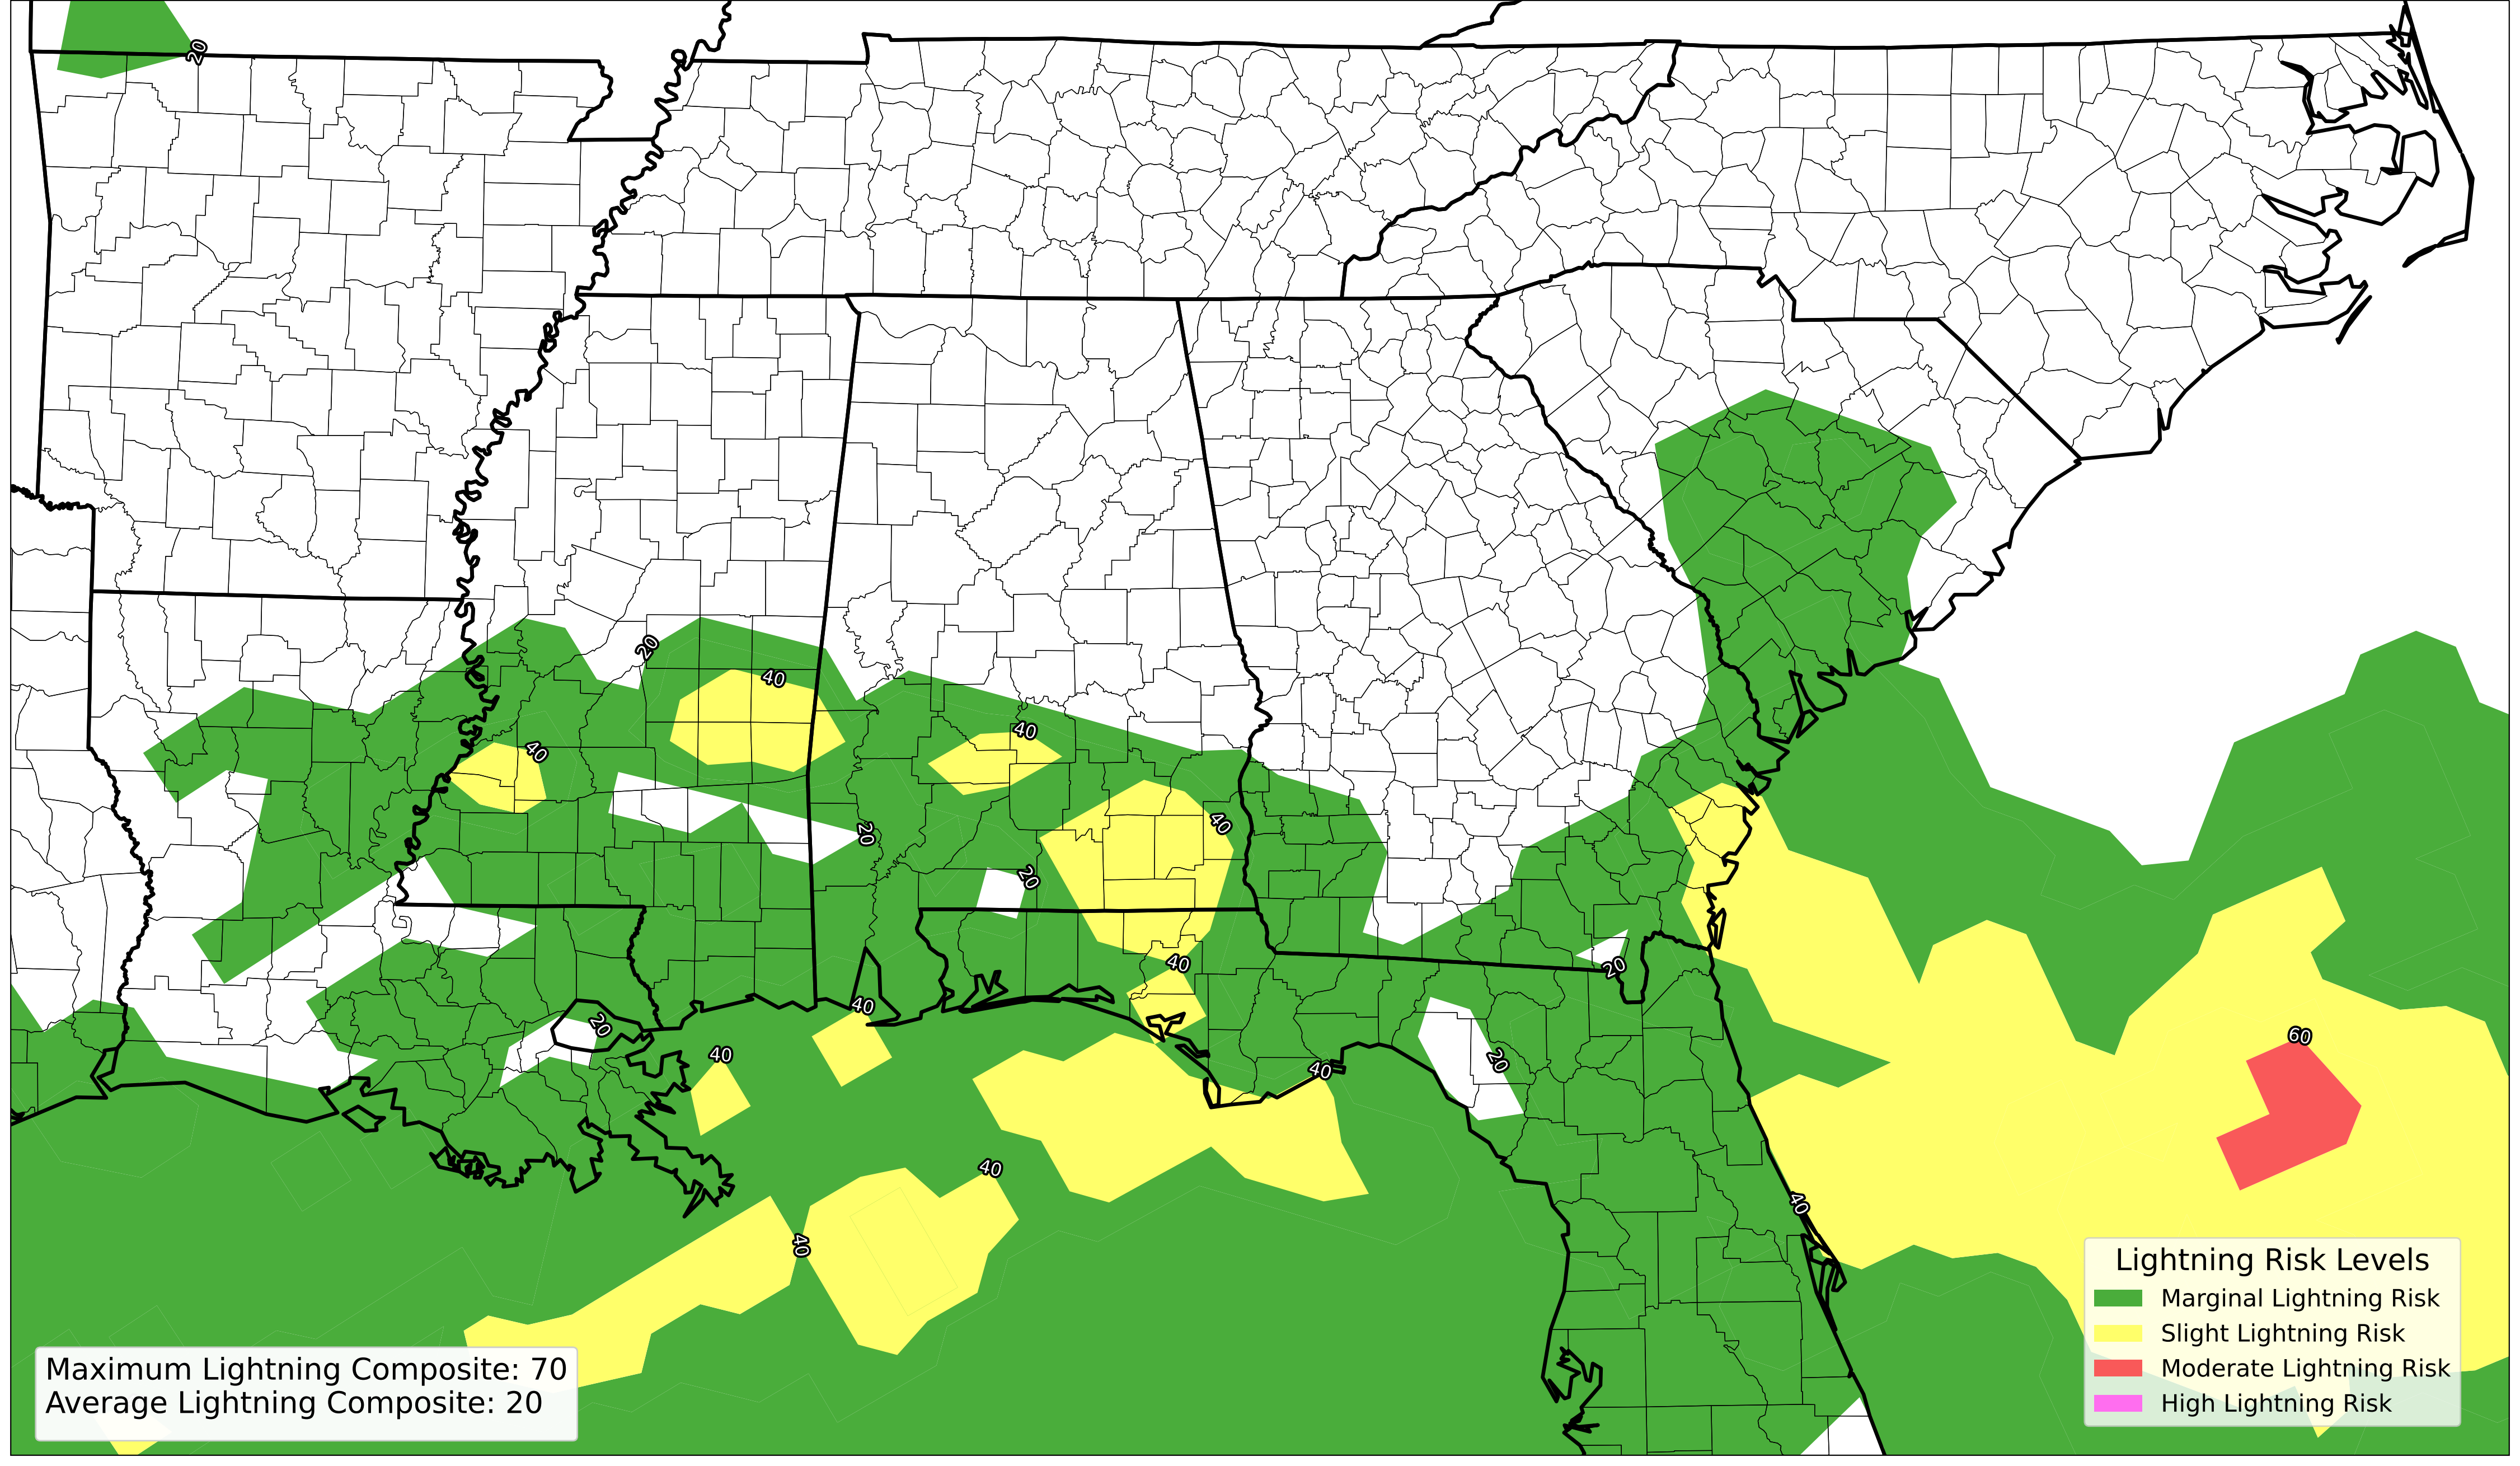 20
20
40
40
40
20
40
20
40
20
40
20
40
20
40
60
40
40
40
40
Lightning Risk Levels
Marginal Lightning Risk
Slight Lightning Risk
Moderate Lightning Risk
High Lightning Risk
Maximum Lightning Composite: 70
Average Lightning Composite: 20